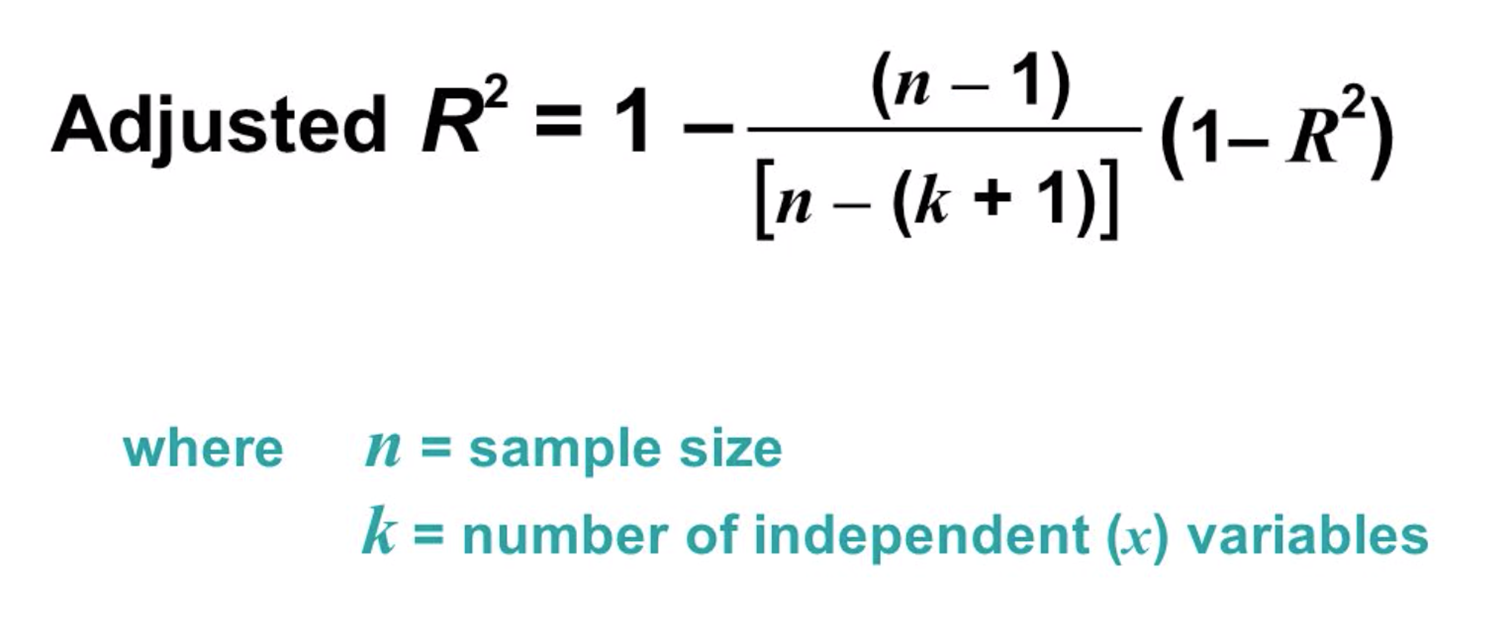 Adjusted R² = 1 – (n – 1) / [n – (k + 1)] (1– R²)
where n = sample size
k = number of independent (x) variables